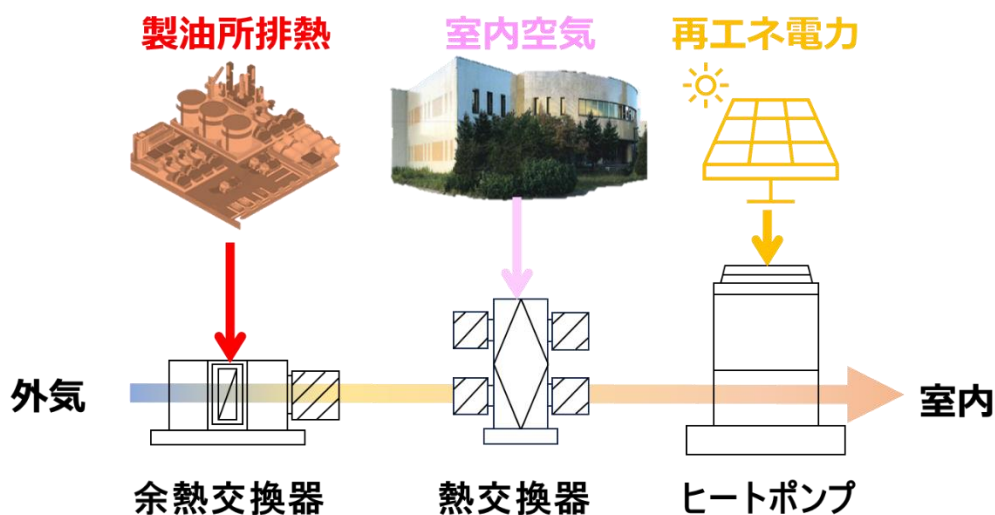 製油所排熱
室内空気
再エネ電力
外気
室内
余熱交換器
熱交換器
ヒートポンプ